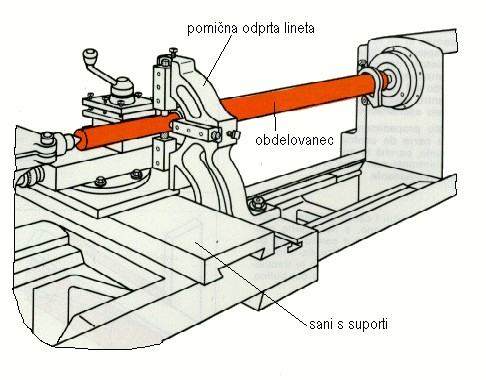 pomična odprta lineta
obdelovanec
sani s suporti